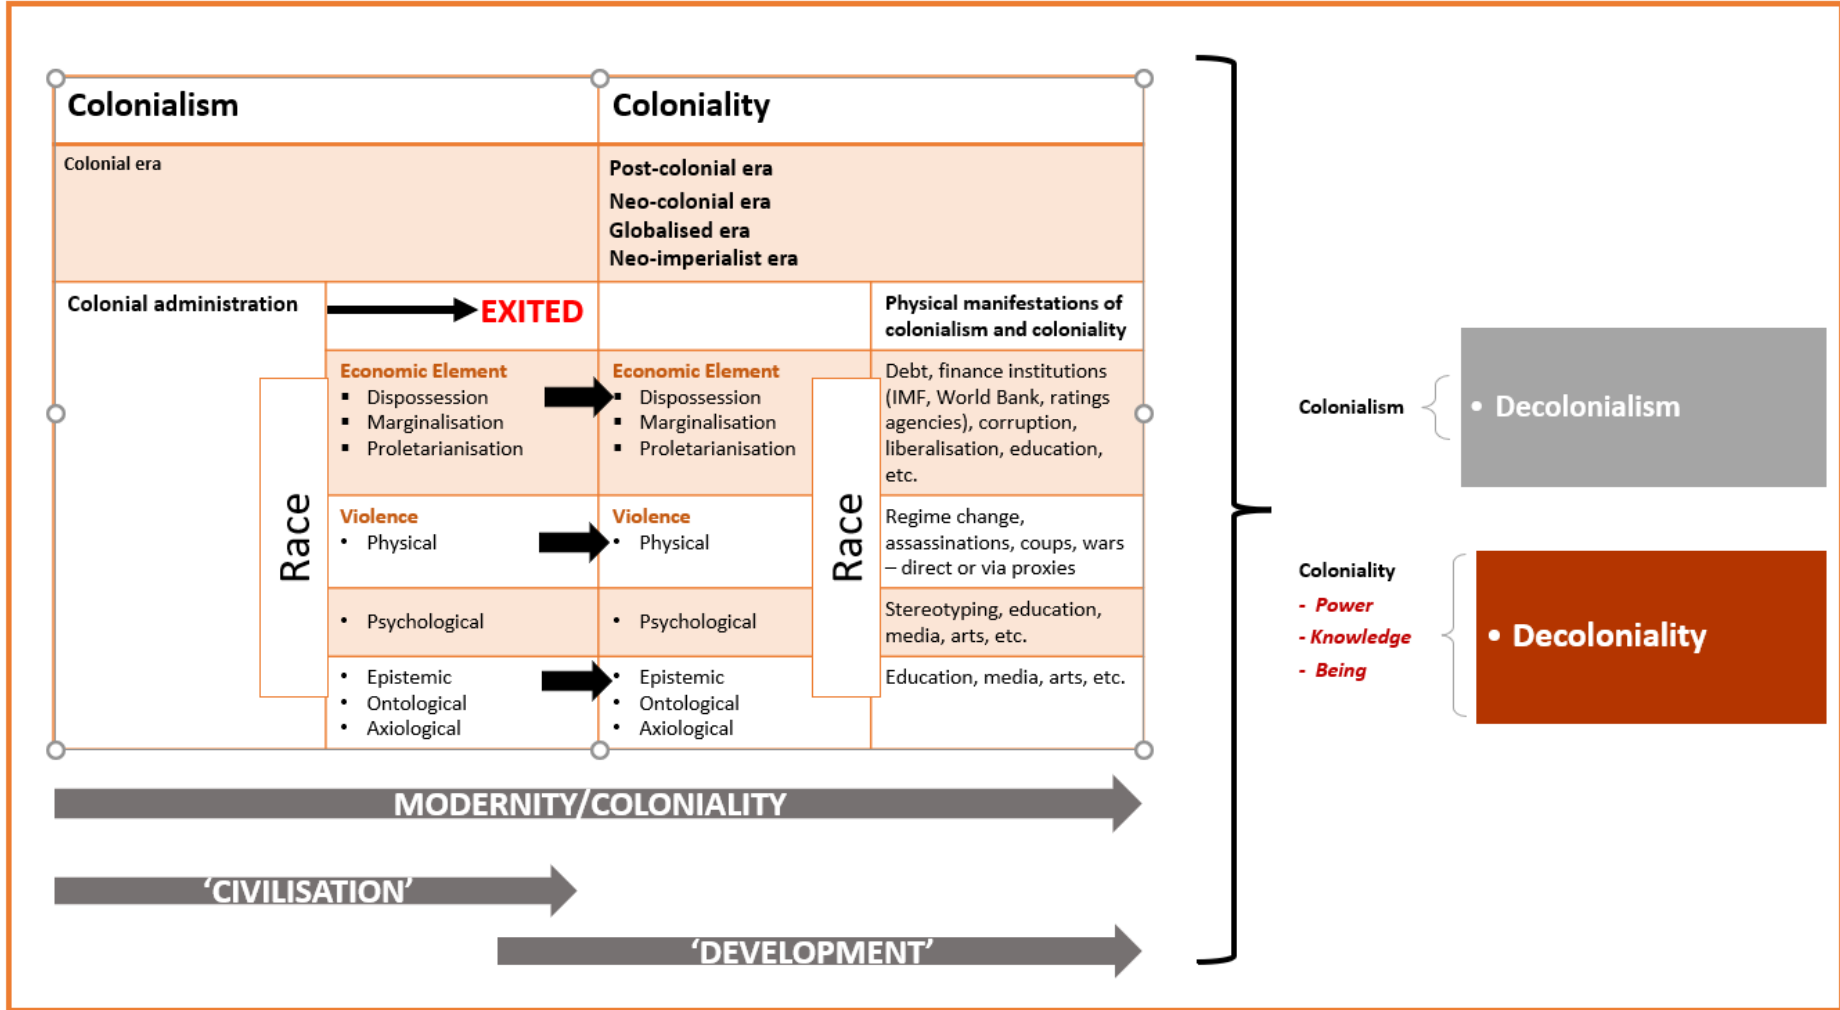 Colonialism
Coloniality
Colonial era
Post-colonial era
Neo-colonial era
Globalised era
Neo-imperialist era
Colonial administration
EXITED
Physical manifestations of
colonialism and coloniality
Race
Economic Element
▪ Dispossession
▪ Marginalisation
▪ Proletarianisation
Economic Element
▪ Dispossession
▪ Marginalisation
▪ Proletarianisation
Race
Debt, finance institutions
(IMF, World Bank, ratings
agencies), corruption,
liberalisation, education,
etc.
Violence
• Physical
Violence
• Physical
Regime change,
assassinations, coups, wars
– direct or via proxies
• Psychological
• Psychological
Stereotyping, education,
media, arts, etc.
• Epistemic
• Ontological
• Axiological
• Epistemic
• Ontological
• Axiological
Education, media, arts, etc.
MODERNITY/COLONIALITY
‘CIVILISATION’
‘DEVELOPMENT’
Colonialism
• Decolonialism
Coloniality
- Power
- Knowledge
- Being
• Decoloniality